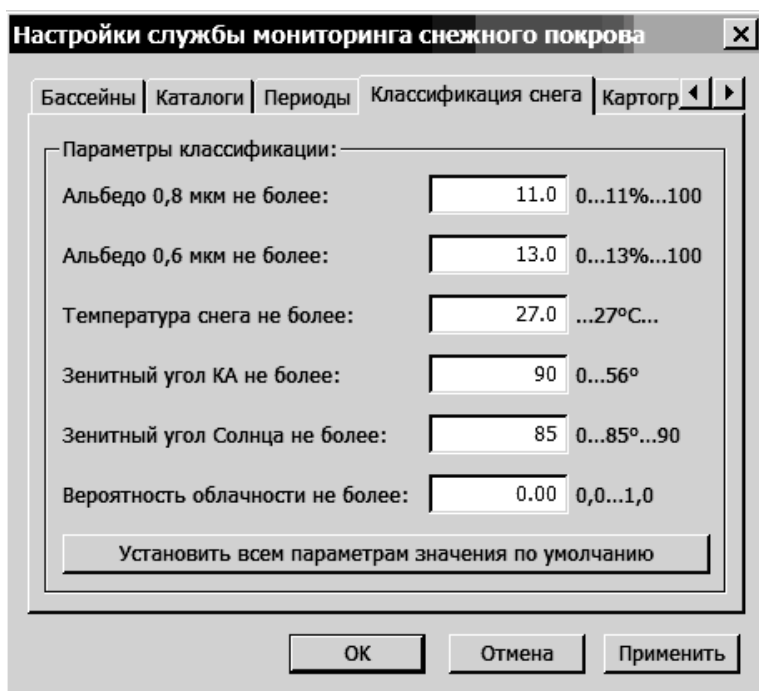 Настройки службы мониторинга снежного покрова
Бассейны Каталоги Периоды Классификация снега Картогр
Параметры классификации:
Альбедо 0,8 мкм не более: 11.0 0...11%...100
Альбедо 0,6 мкм не более: 13.0 0...13%...100
Температура снега не более: 27.0 ...27ºC...
Зенитный угол КА не более: 90 0...56º
Зенитный угол Солнца не более: 85 0...85º...90
Вероятность облачности не более: 0.00 0,0...1,0
Установить всем параметрам значения по умолчанию
OK Отмена Применить